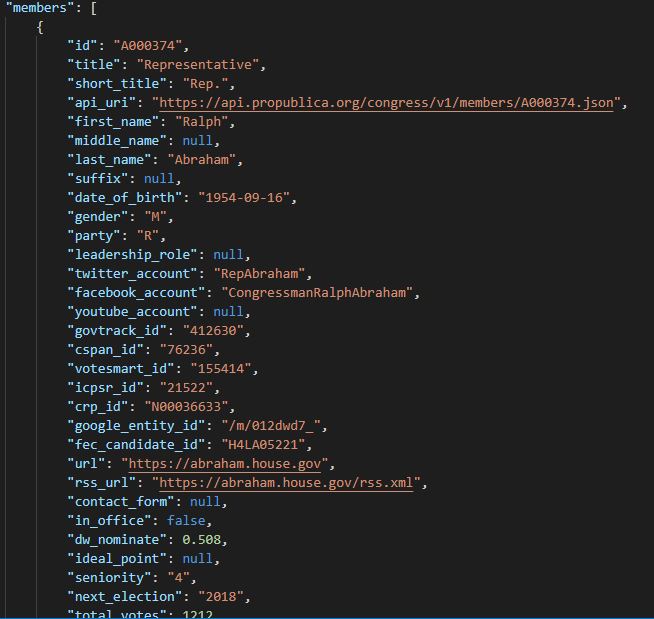 "members": [
{
"id": "A000374",
"title": "Representative",
"short_title": "Rep.",
"api_uri": "https://api.propublica.org/congress/v1/members/A000374.json",
"first_name": "Ralph",
"middle_name": null,
"last_name": "Abraham",
"suffix": null,
"date_of_birth": "1954-09-16",
"gender": "M",
"party": "R",
"leadership_role": null,
"twitter_account": "RepAbraham",
"facebook_account": "CongressmanRalphAbraham",
"youtube_account": null,
"govtrack_id": "412630",
"cspan_id": "76236",
"votesmart_id": "155414",
"icpsr_id": "21522",
"crp_id": "N00036633",
"google_entity_id": "/m/012dwd7_",
"fec_candidate_id": "H4LA05221",
"url": "https://abraham.house.gov",
"rss_url": "https://abraham.house.gov/rss.xml",
"contact_form": null,
"in_office": false,
"dw_nominate": 0.508,
"ideal_point": null,
"seniority": "4",
"next_election": "2018",
"total_votes": 1212